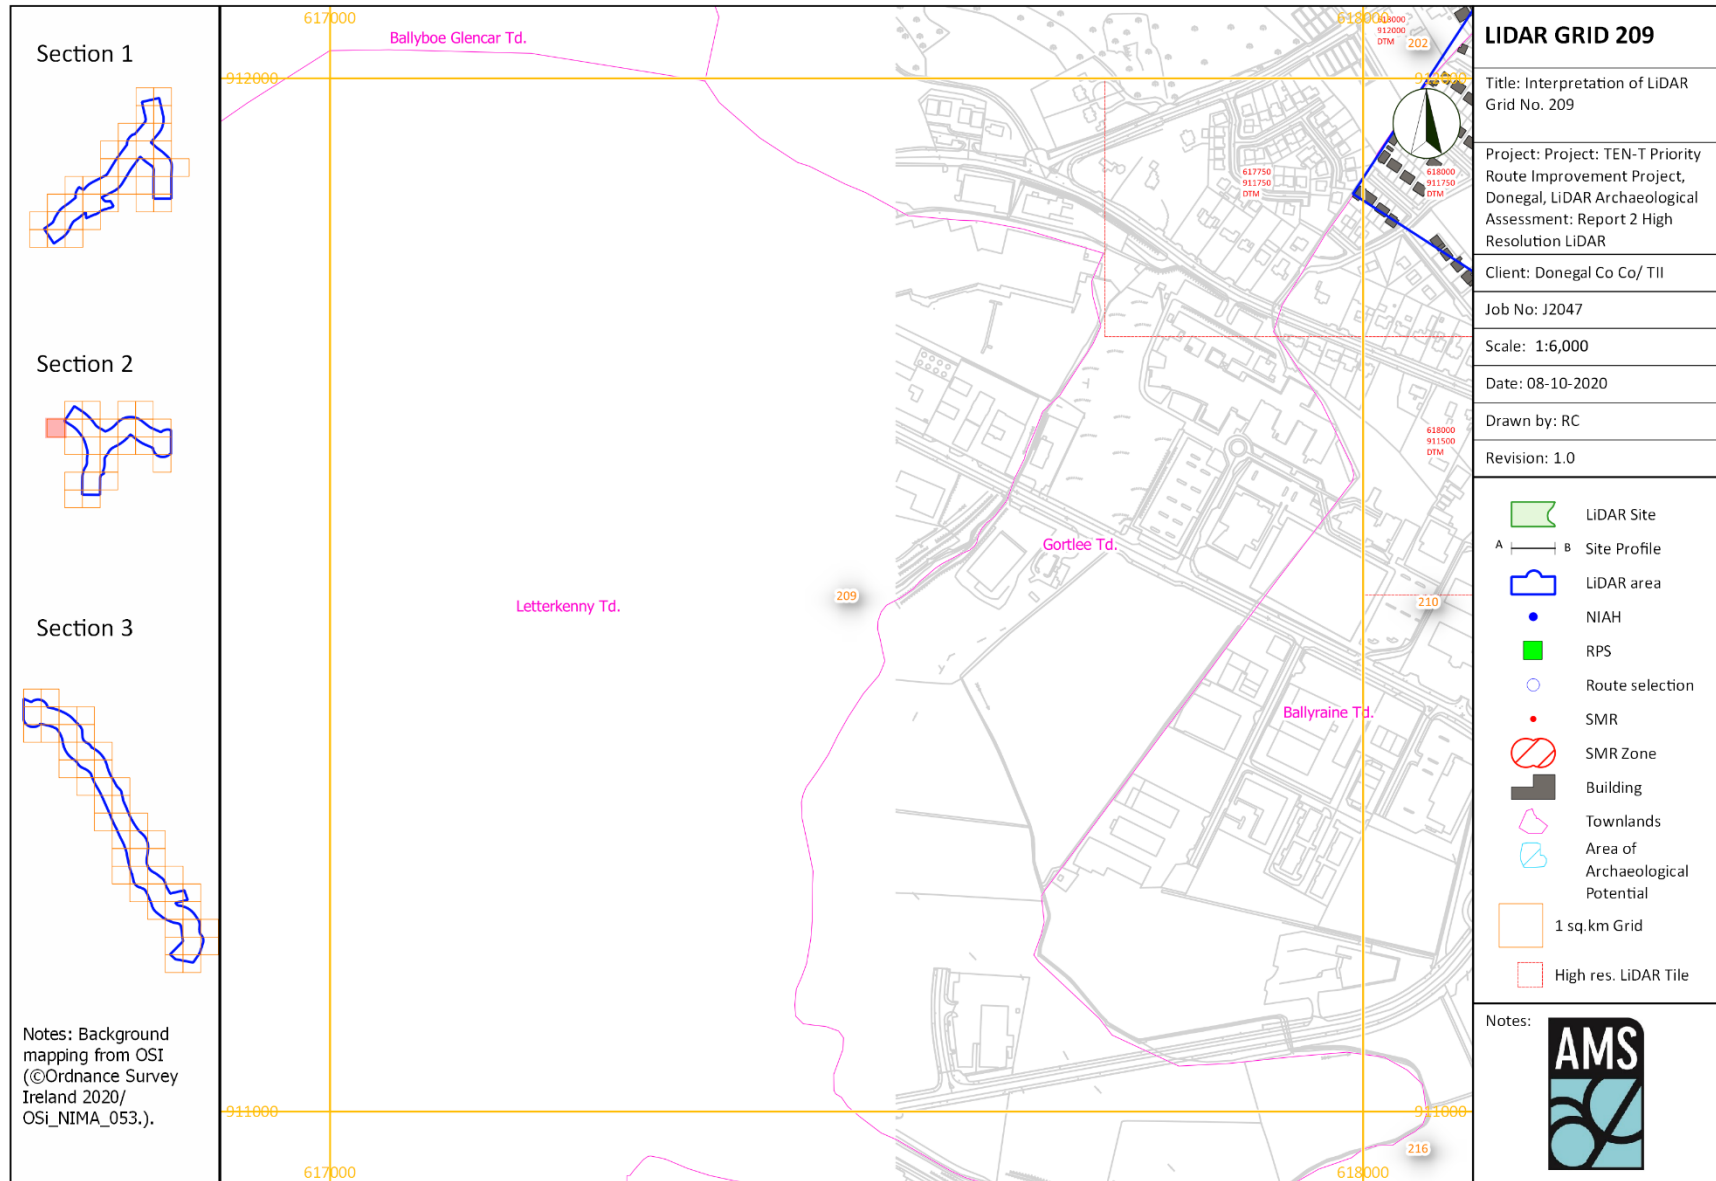 Section 1
Section 2
Section 3
Notes: Background
mapping from OSI
(©Ordnance Survey
Ireland 2020/
OSi_NIMA_053.).
617000
618000
Ballyboe Glencar Td.
912000
618000
912000
DTM
202
617750
911750
DTM
618000
911750
DTM
618000
911500
DTM
Gortlee Td.
209
210
Letterkenny Td.
Ballyraine Td.
911000
911000
216
617000
618000
LIDAR GRID 209
Title: Interpretation of LiDAR
Grid No. 209
Project: Project: TEN-T Priority
Route Improvement Project,
Donegal, LiDAR Archaeological
Assessment: Report 2 High
Resolution LiDAR
Client: Donegal Co Co/ TII
Job No: J2047
Scale: 1:6,000
Date: 08-10-2020
Drawn by: RC
Revision: 1.0
LiDAR Site
A B Site Profile
LiDAR area
NIAH
RPS
Route selection
SMR
SMR Zone
Building
Townlands
Area of
Archaeological
Potential
1 sq.km Grid
High res. LiDAR Tile
Notes:
AMS